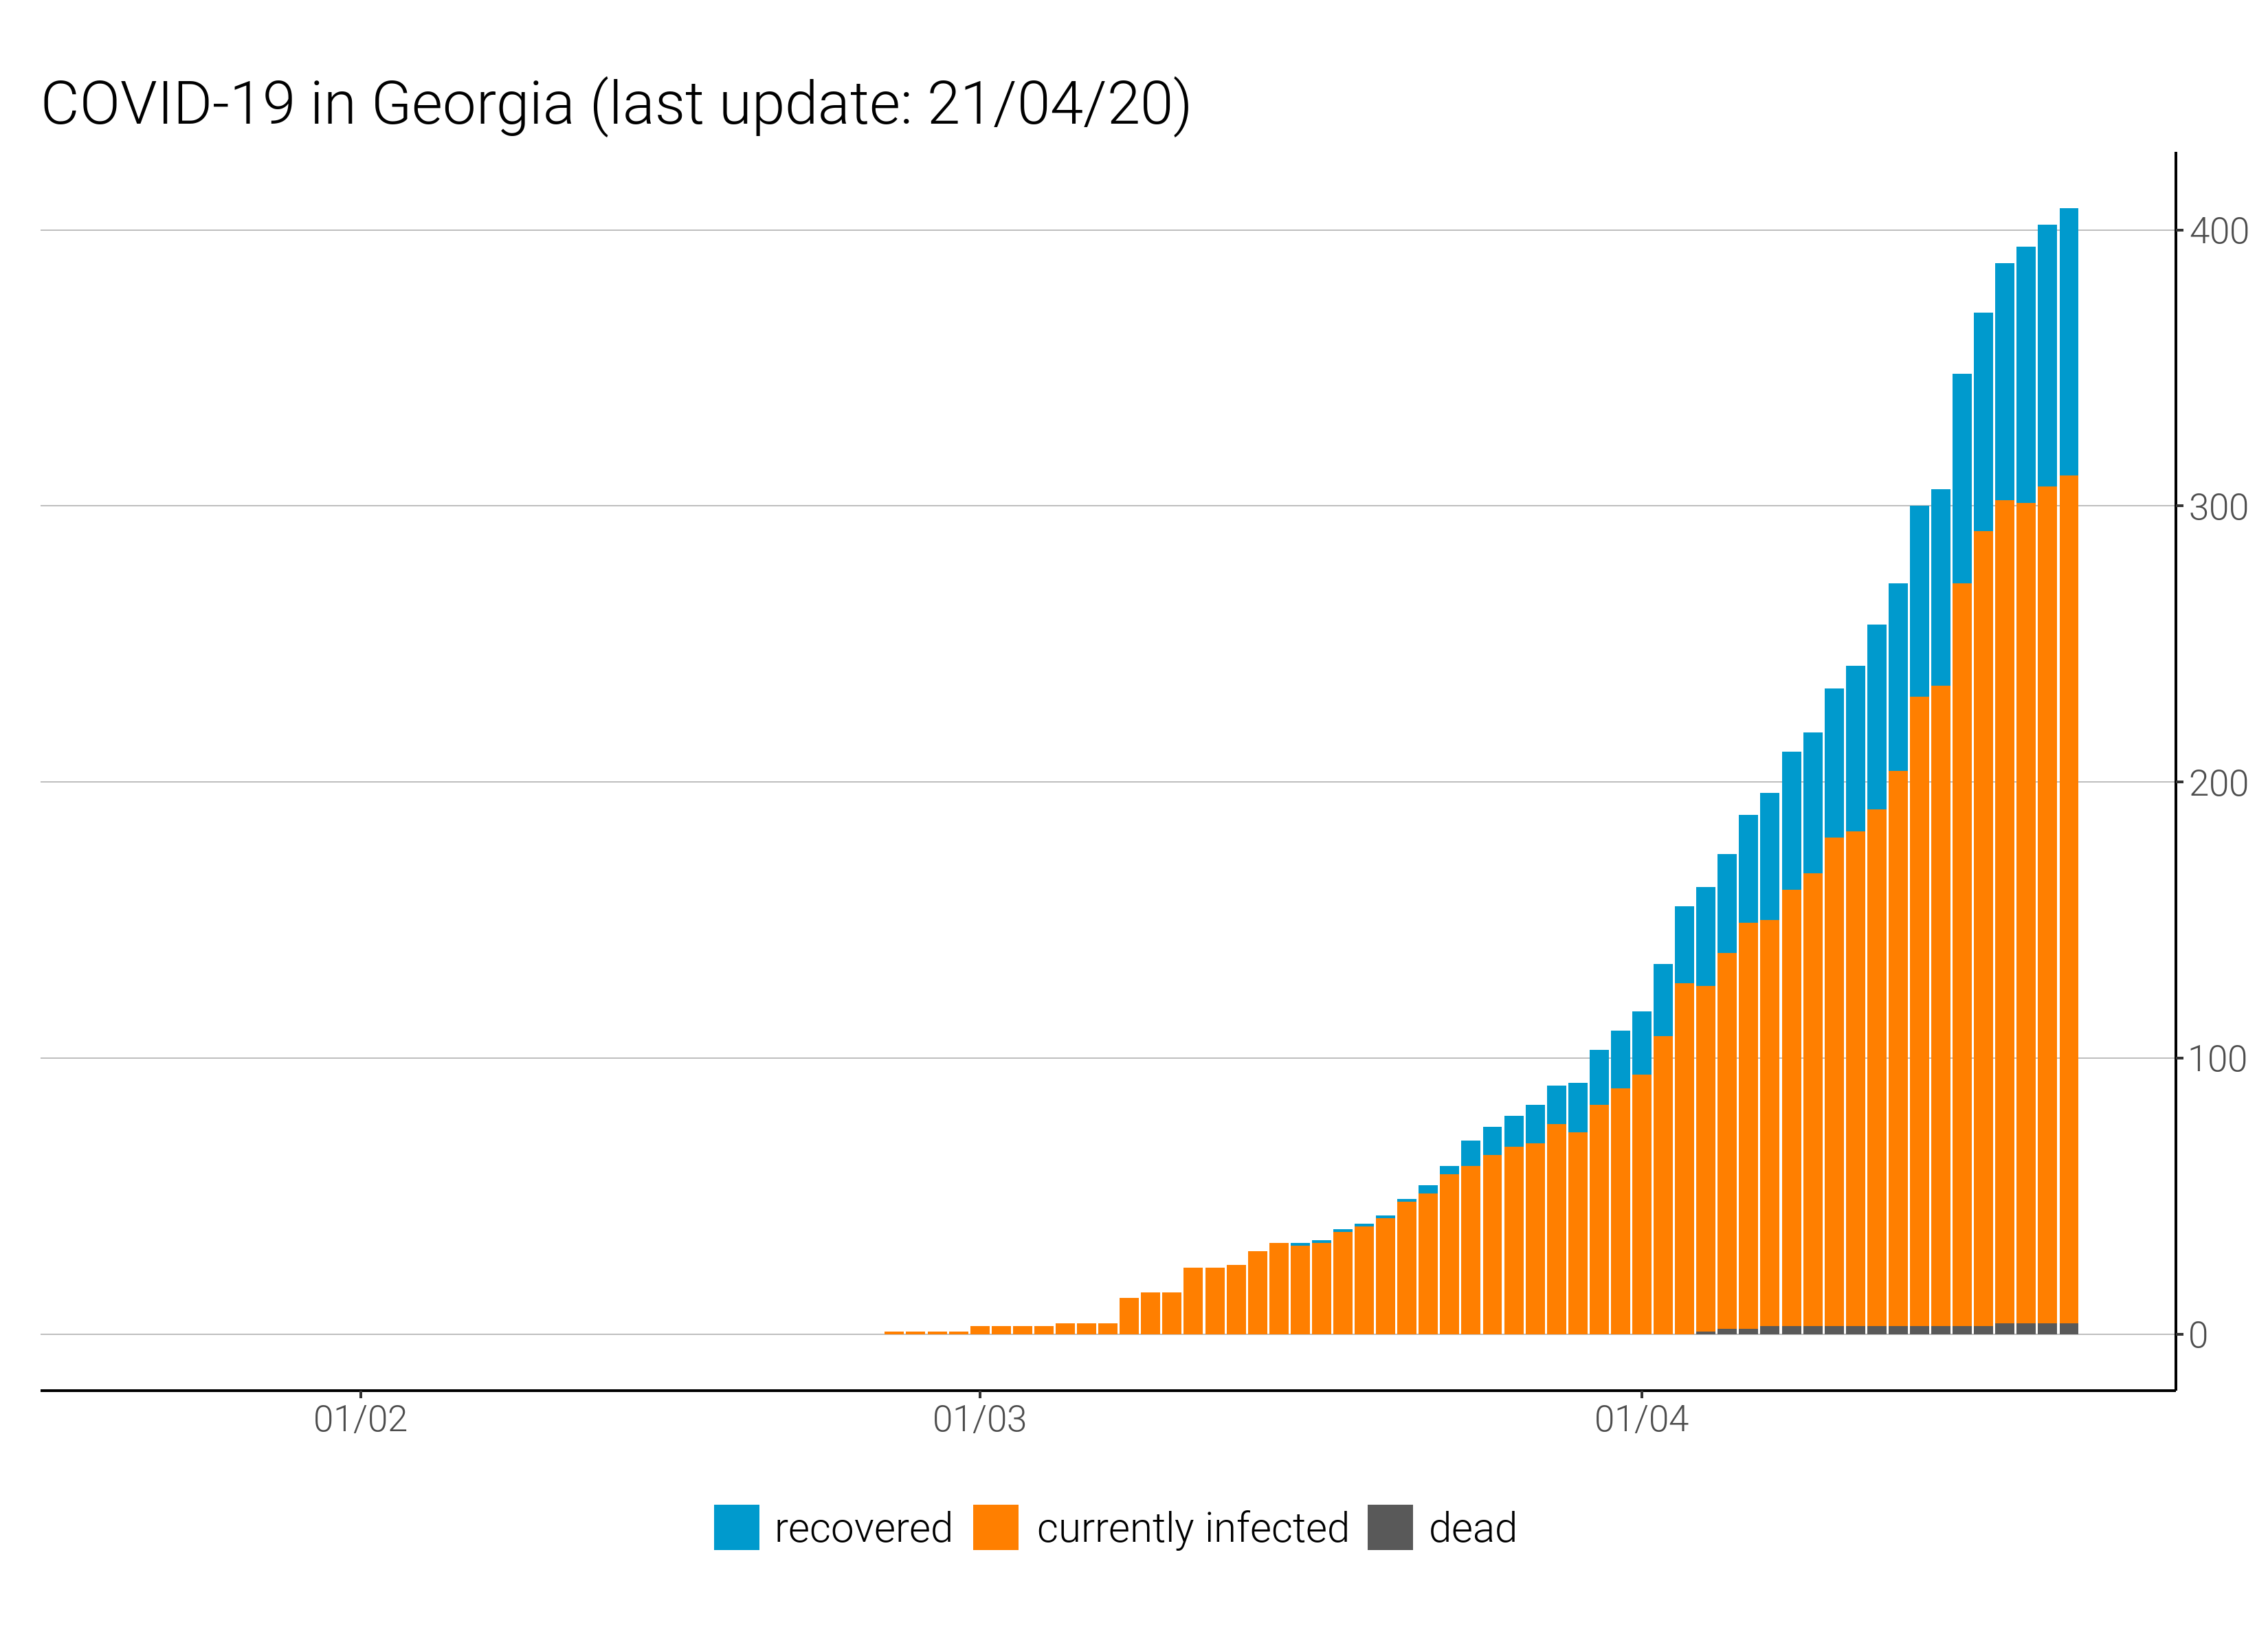 COVID-19 in Georgia (last update: 21/04/20)
400
300
200
100
0
01/02 01/03 01/04
recovered currently infected dead